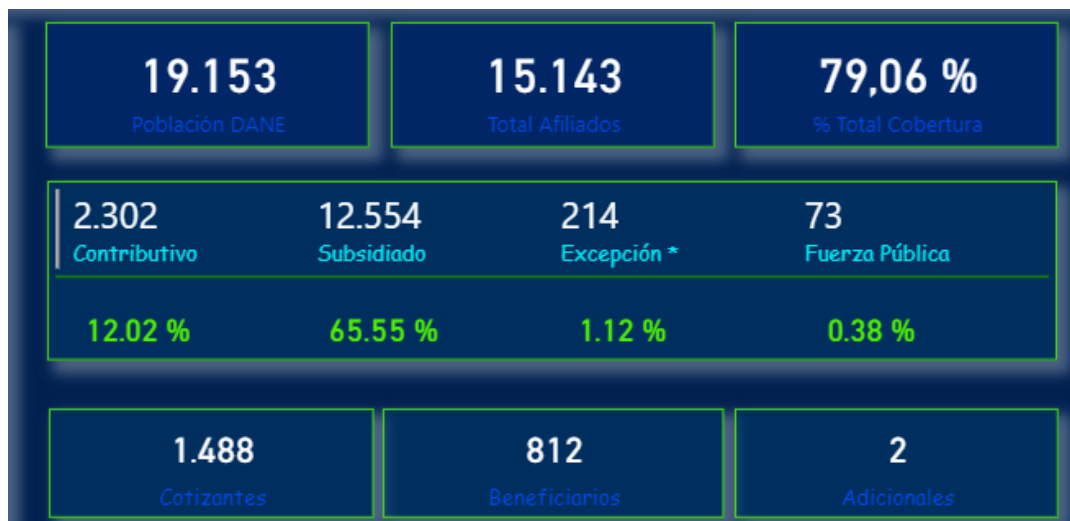 19.153 15.143 79,06 %
Población DANE Total Afiliados % Total Cobertura
2.302 12.554 214 73
Contributivo Subsidiado Excepción * Fuerza Pública
12.02 % 65.55 % 1.12 % 0.38 %
1.488 812 2
Cotizantes Beneficiarios Adicionales